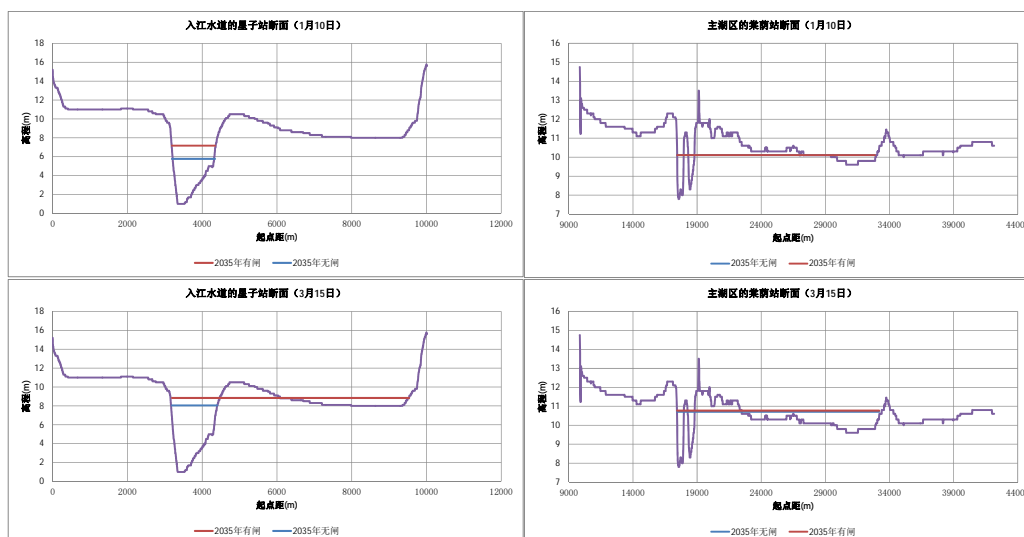 入江水道的星子站断面（1月10日）
高程(m)
18
16
14
12
10
8
6
4
2
0
0 2000 4000 6000 8000 10000 12000
起点距(m)
2035年有闸 2035年无闸
主湖区的棠荫站断面（1月10日）
高程(m)
16
15
14
13
12
11
10
9
8
7
9000 14000 19000 24000 29000 34000 39000 4400
起点距(m)
2035年无闸 2035年有闸
入江水道的星子站断面（3月15日）
高程(m)
18
16
14
12
10
8
6
4
2
0
0 2000 4000 6000 8000 10000 12000
起点距(m)
2035年有闸 2035年无闸
主湖区的棠荫站断面（3月15日）
高程(m)
16
15
14
13
12
11
10
9
8
7
9000 14000 19000 24000 29000 34000 39000 4400
起点距(m)
2035年无闸 2035年有闸